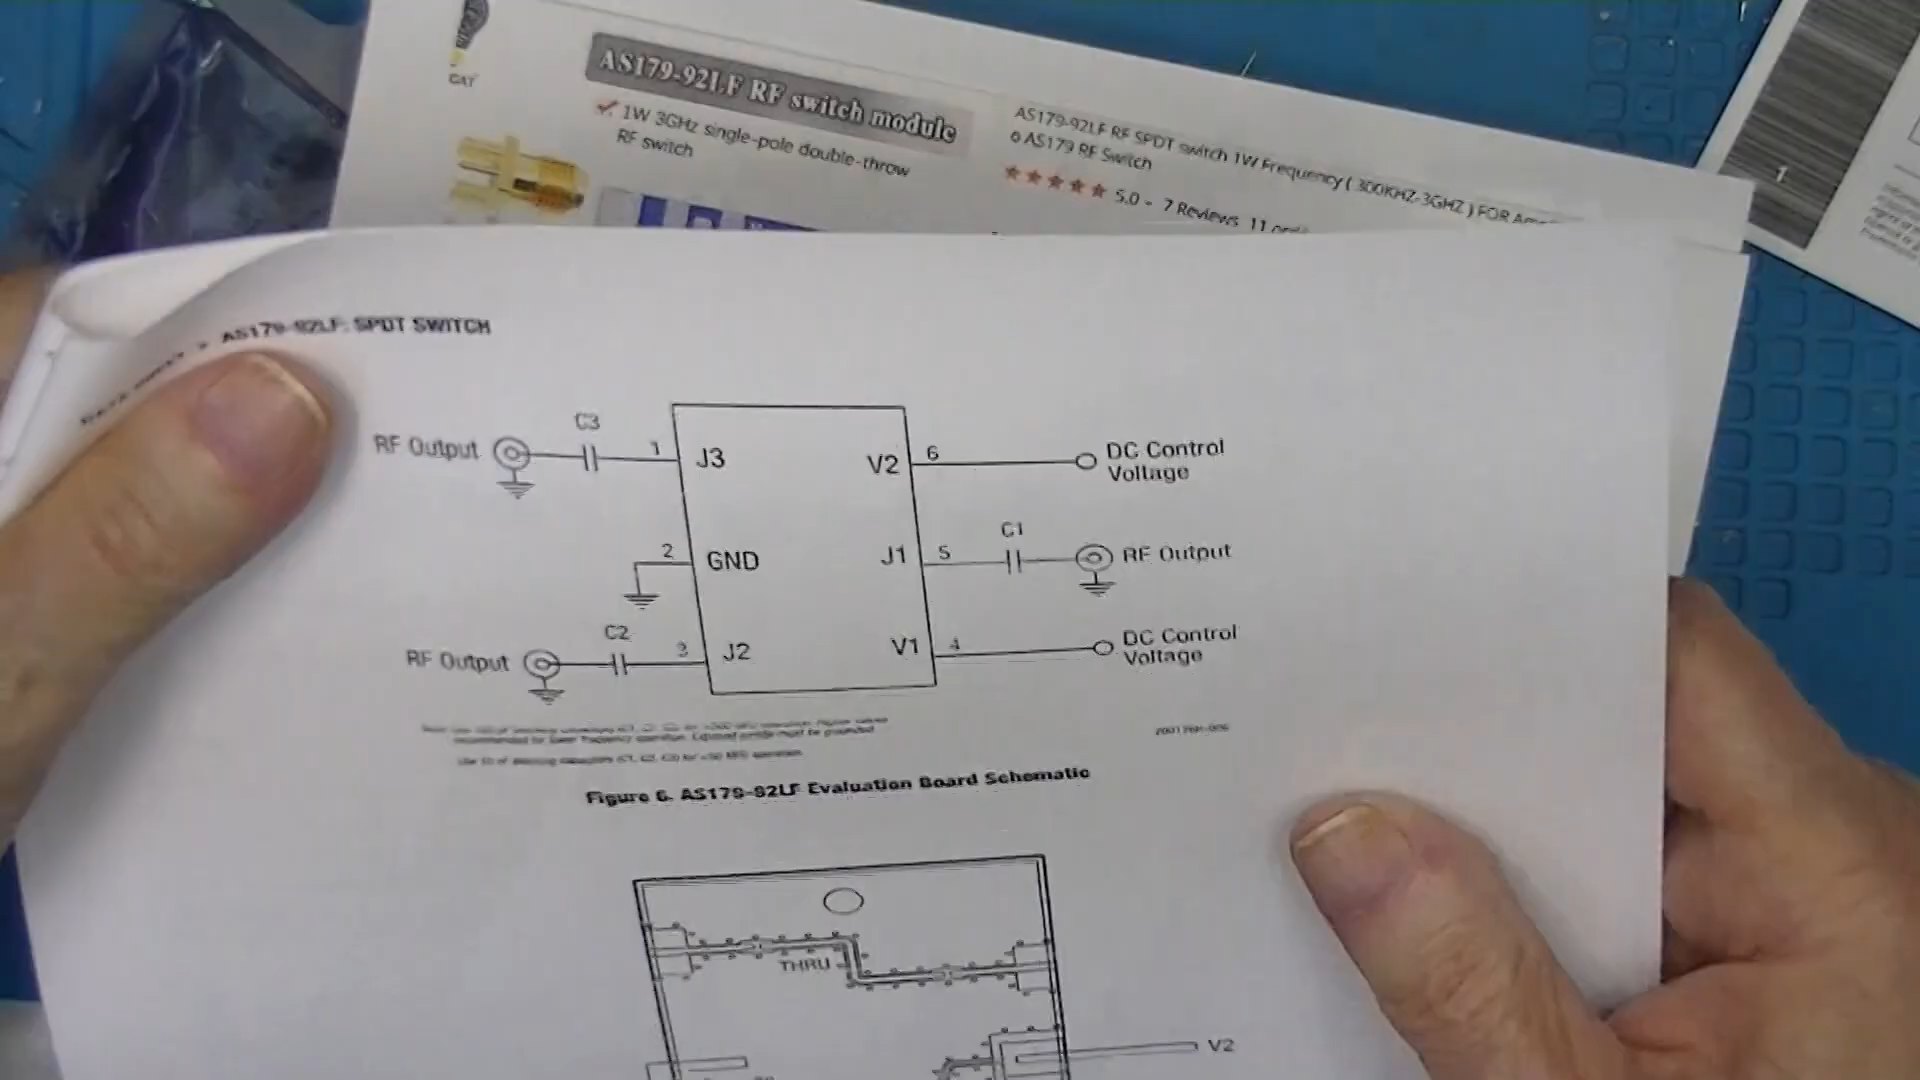 CAT
AS179-92LF RF switch module
1W 3GHz single-pole double-throw
RF switch
AS179-92LF RF SPDT switch 1W Frequency ( 300KHZ-3GHZ ) FOR
o AS179 RF Switch
5.0 - 7 Reviews 11
1
AS179-92LF: SPDT SWITCH
RF Output
C3
1
J3
V2
6
DC Control
Voltage
2
GND
J1
5
C1
RF Output
RF Output
C2
3
J2
V1
4
DC Control
Voltage
Figure 6. AS179-92LF Evaluation Board Schematic
THRU
V2